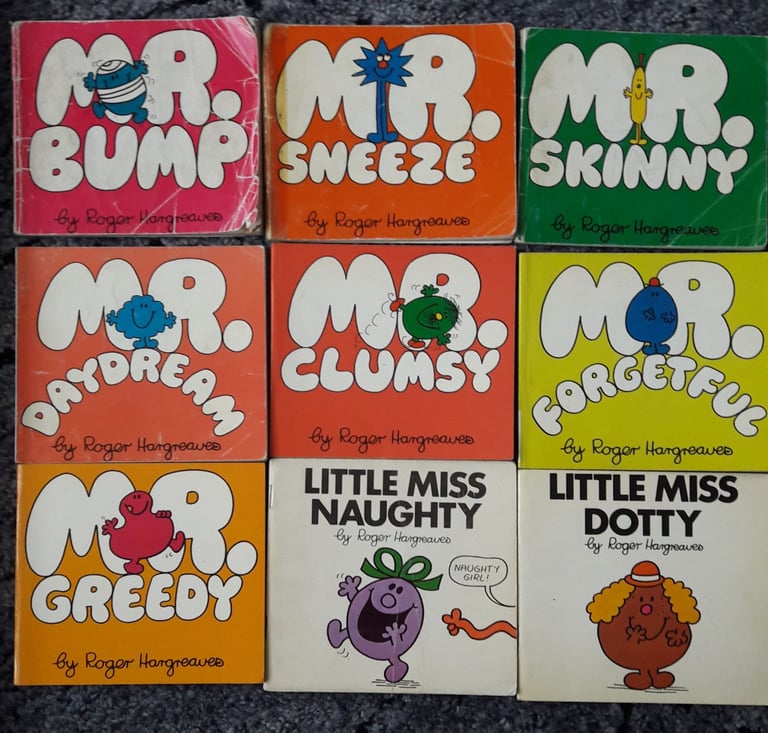 MR.
BUMP
by Roger Hargreaves
MR.
SNEEZE
by Roger Hargreaves
MR.
SKINNY
by Roger Hargreaves
MR.
DAYDREAM
by Roger Hargreaves
MR.
CLUMSY
by Roger Hargreaves
MR.
FORGETFUL
by Roger Hargreaves
MR.
GREEDY
by Roger Hargreaves
LITTLE MISS
NAUGHTY
by Roger Hargreaves
NAUGHTY
GIRL!
LITTLE MISS
DOTTY
by Roger Hargreaves